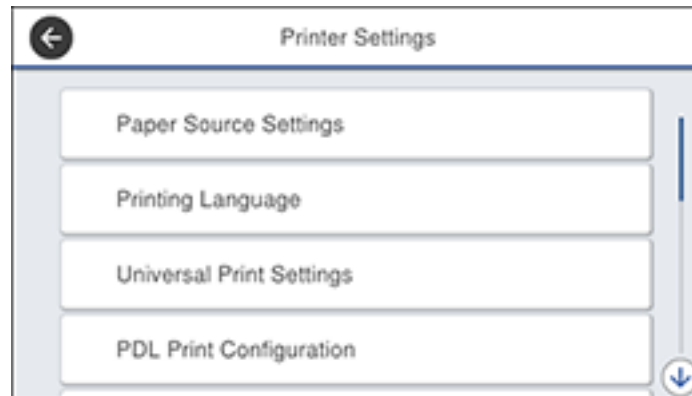 Printer Settings
Paper Source Settings
Printing Language
Universal Print Settings
PDL Print Configuration